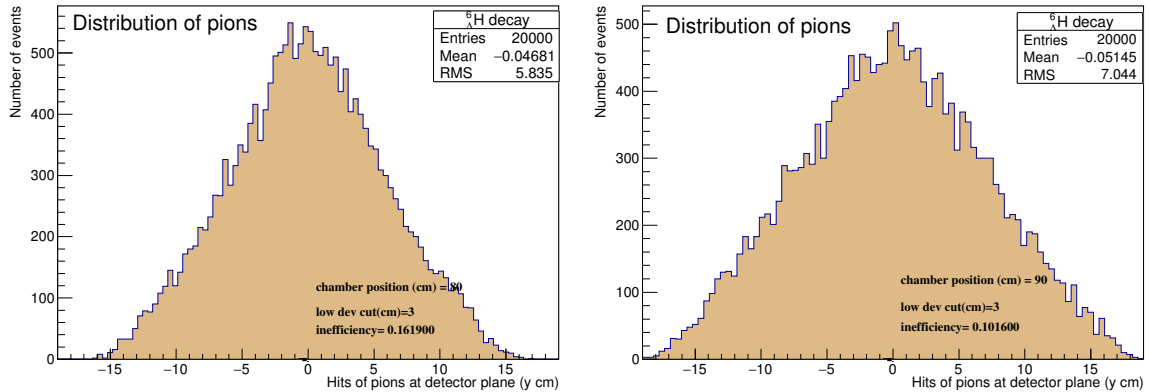 Distribution of pions
⁶ΛH decay
Entries 20000
Mean −0.04681
RMS 5.835
Number of events
500
400
300
200
100
0
chamber position (cm) = 80
low dev cut(cm)=3
inefficiency= 0.161900
−15 −10 −5 0 5 10 15
Hits of pions at detector plane (y cm)
Distribution of pions
⁶ΛH decay
Entries 20000
Mean −0.05145
RMS 7.044
Number of events
500
400
300
200
100
0
chamber position (cm) = 90
low dev cut(cm)=3
inefficiency= 0.101600
−15 −10 −5 0 5 10 15
Hits of pions at detector plane (y cm)